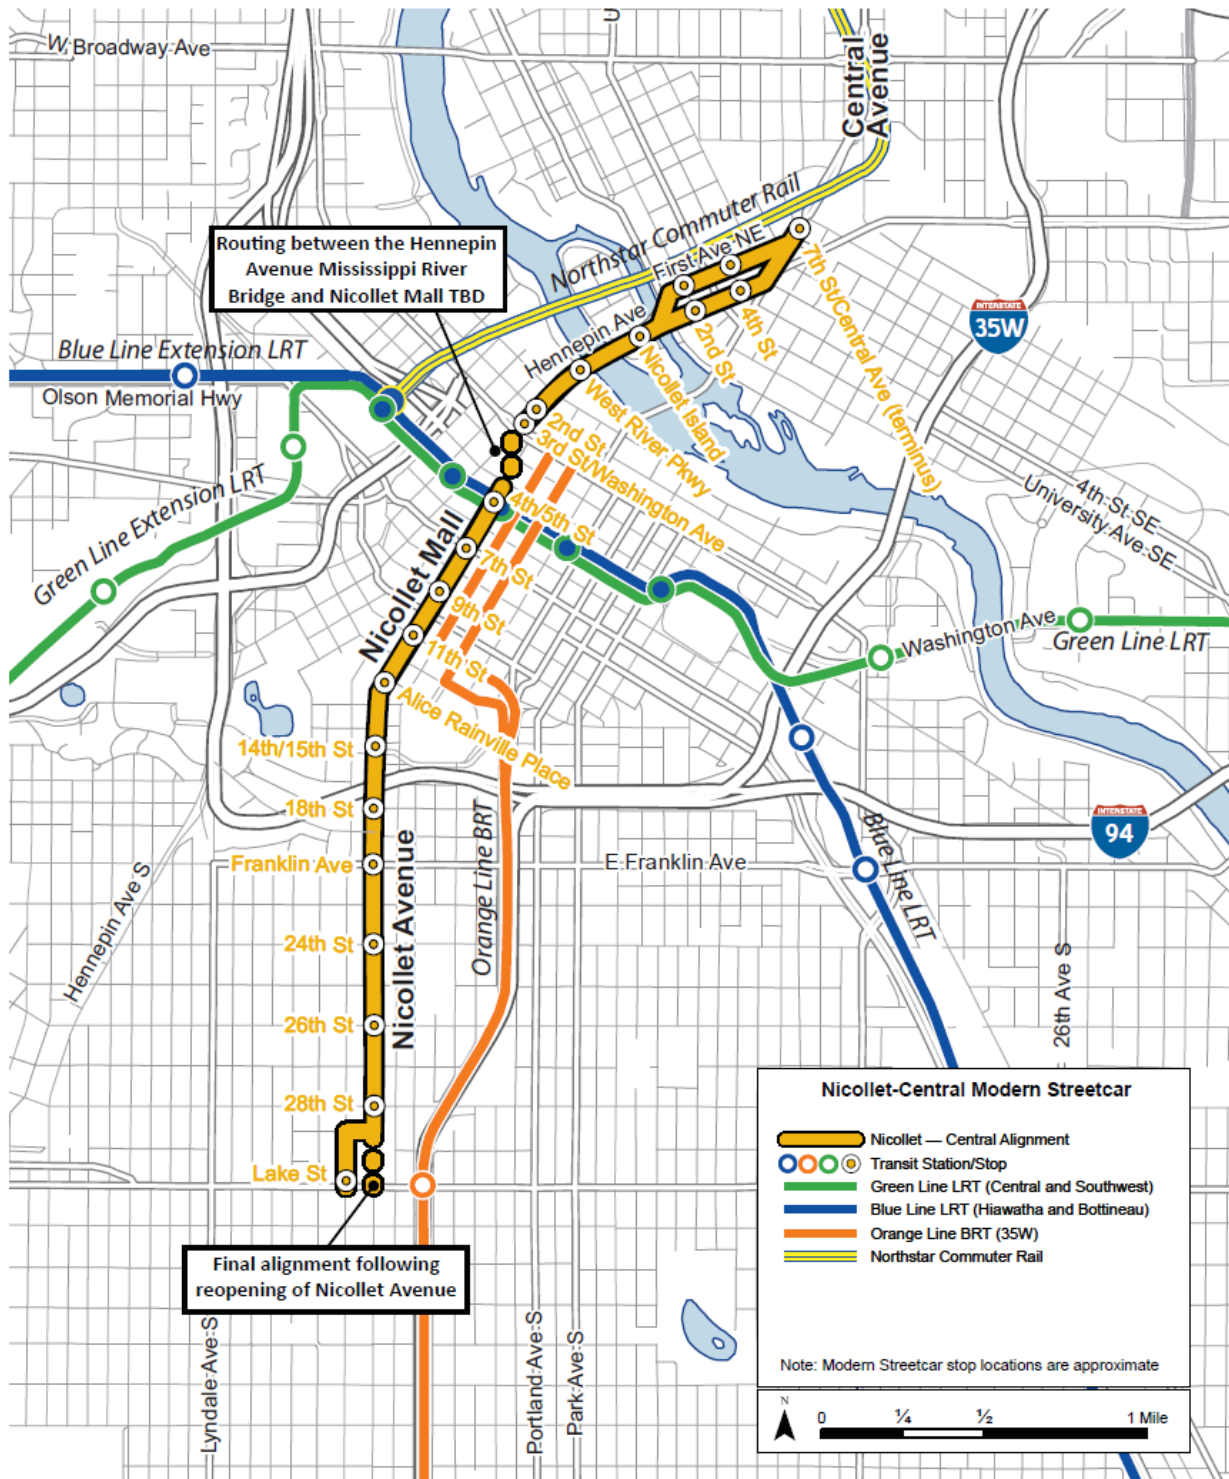 W Broadway Ave
U
Central
Avenue
Northstar Commuter Rail
First Ave NE
Routing between the Hennepin
Avenue Mississippi River
Bridge and Nicollet Mall TBD
7th St/Central Ave (terminus)
INTERSTATE
35W
Blue Line Extension LRT
Olson Memorial Hwy
Hennepin Ave
4th St
2nd St
Nicollet Island
West River Pkwy
2nd St
3rd St/Washington Ave
4th St SE
University Ave SE
Green Line Extension LRT
Nicollet Mall
4th/5th St
7th St
9th St
11th St
Alice Rainville Place
Washington Ave
Green Line LRT
14th/15th St
18th St
Franklin Ave
E Franklin Ave
INTERSTATE
94
Blue Line LRT
Orange Line BRT
Nicollet Avenue
Hennepin Ave S
24th St
26th St
26th Ave S
28th St
Lake St
Final alignment following
reopening of Nicollet Avenue
Lyndale Ave S
Portland Ave S
Park Ave S
Nicollet-Central Modern Streetcar
Nicollet — Central Alignment
Transit Station/Stop
Green Line LRT (Central and Southwest)
Blue Line LRT (Hiawatha and Bottineau)
Orange Line BRT (35W)
Northstar Commuter Rail
Note: Modern Streetcar stop locations are approximate
N
0 ¼ ½ 1 Mile